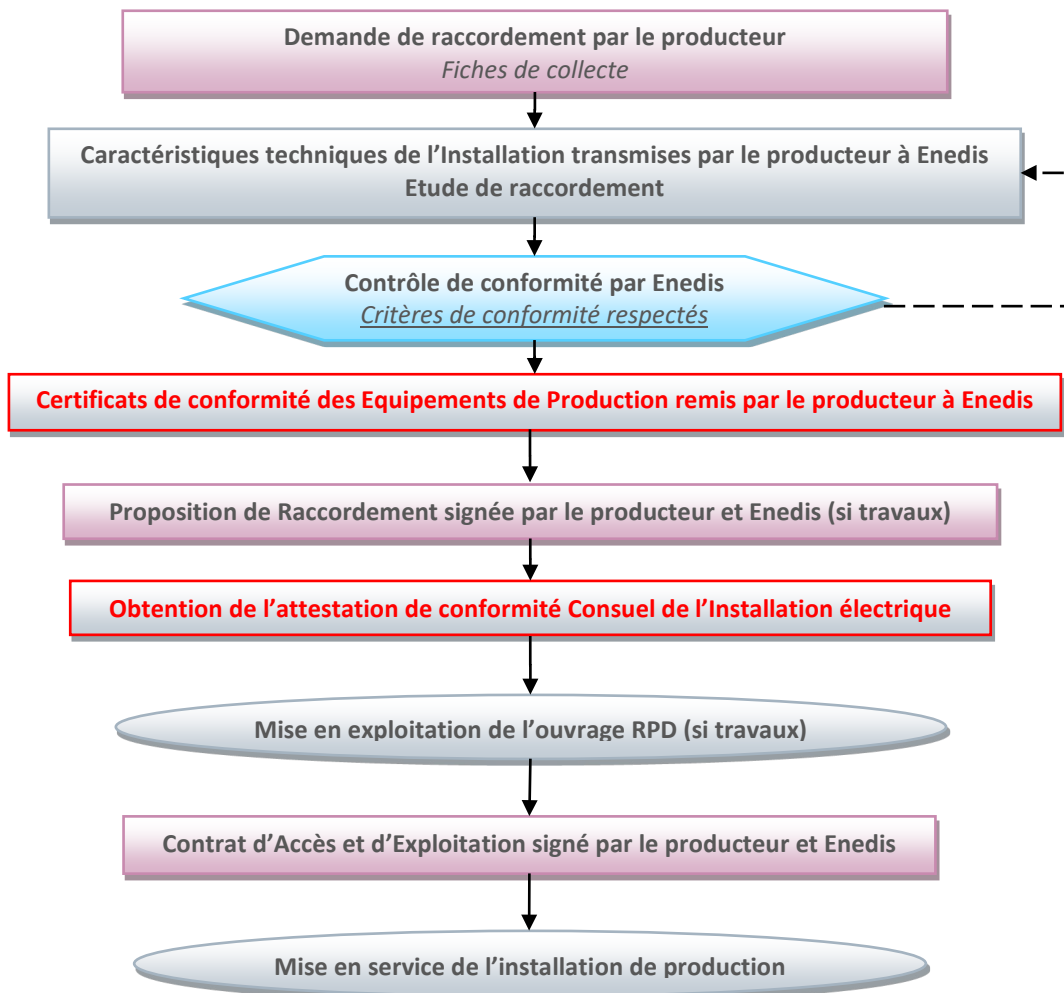 Demande de raccordement par le producteur
Fiches de collecte
Caractéristiques techniques de l’Installation transmises par le producteur à Enedis
Etude de raccordement
Contrôle de conformité par Enedis
Critères de conformité respectés
Certificats de conformité des Equipements de Production remis par le producteur à Enedis
Proposition de Raccordement signée par le producteur et Enedis (si travaux)
Obtention de l’attestation de conformité Consuel de l’Installation électrique
Mise en exploitation de l’ouvrage RPD (si travaux)
Contrat d’Accès et d’Exploitation signé par le producteur et Enedis
Mise en service de l’installation de production